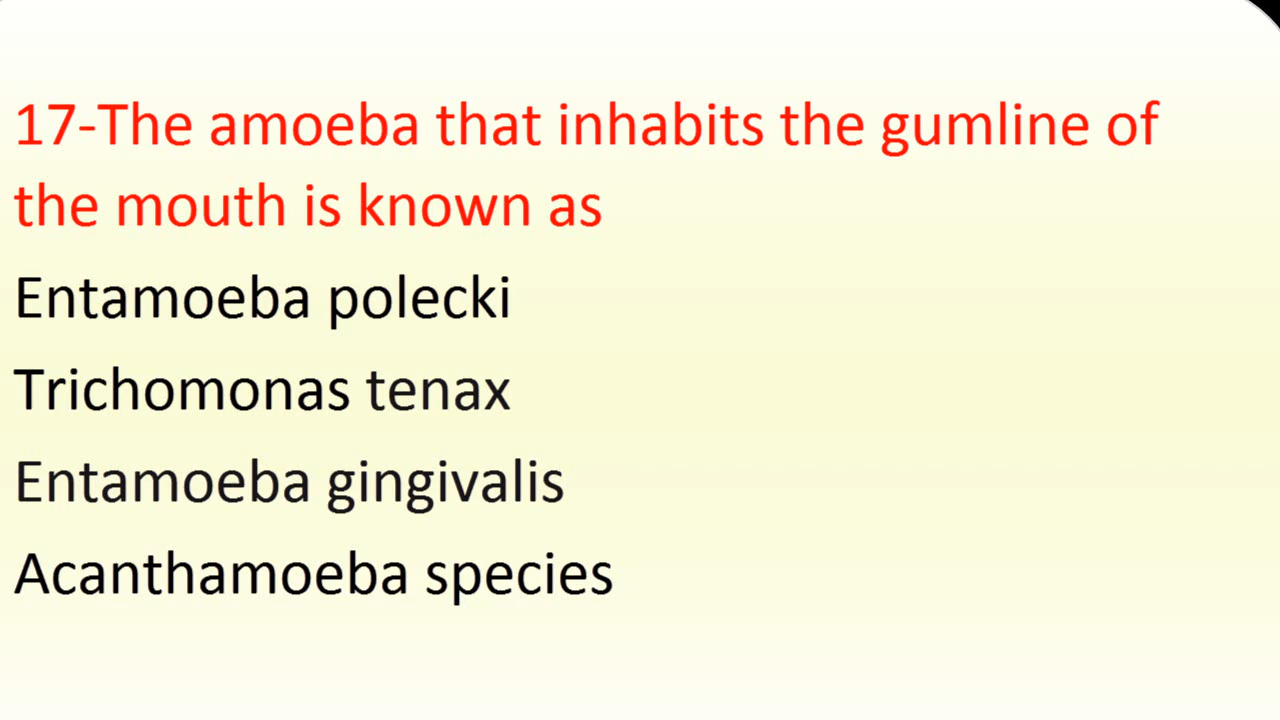 17-The amoeba that inhabits the gumline of
the mouth is known as
Entamoeba polecki
Trichomonas tenax
Entamoeba gingivalis
Acanthamoeba species